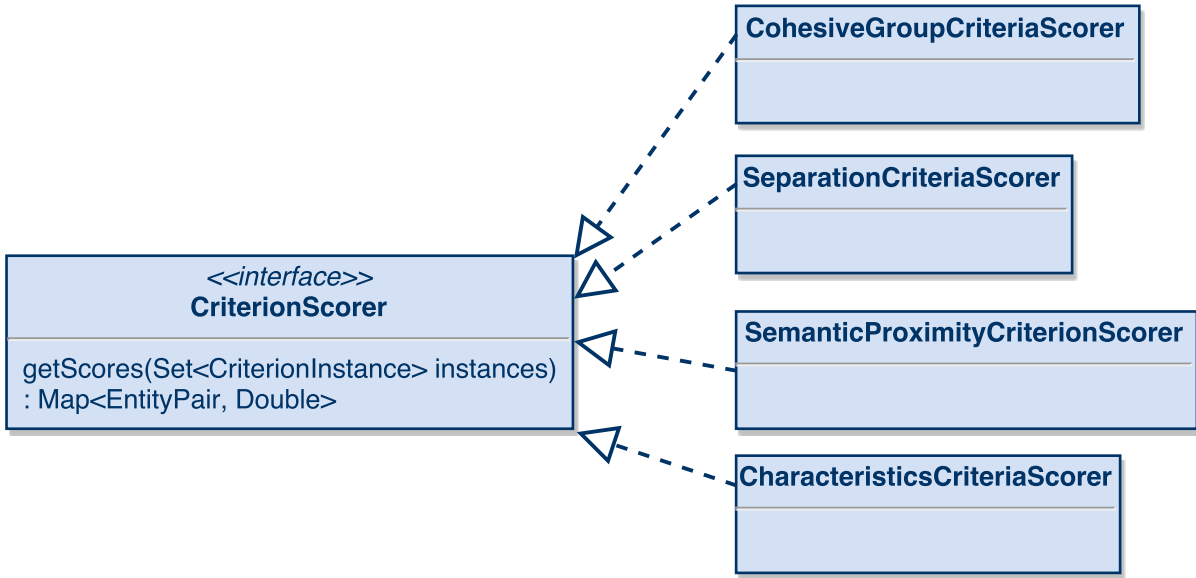 CohesiveGroupCriteriaScorer
SeparationCriteriaScorer
<<interface>>
CriterionScorer
getScores(Set<CriterionInstance> instances)
: Map<EntityPair, Double>
SemanticProximityCriterionScorer
CharacteristicsCriteriaScorer